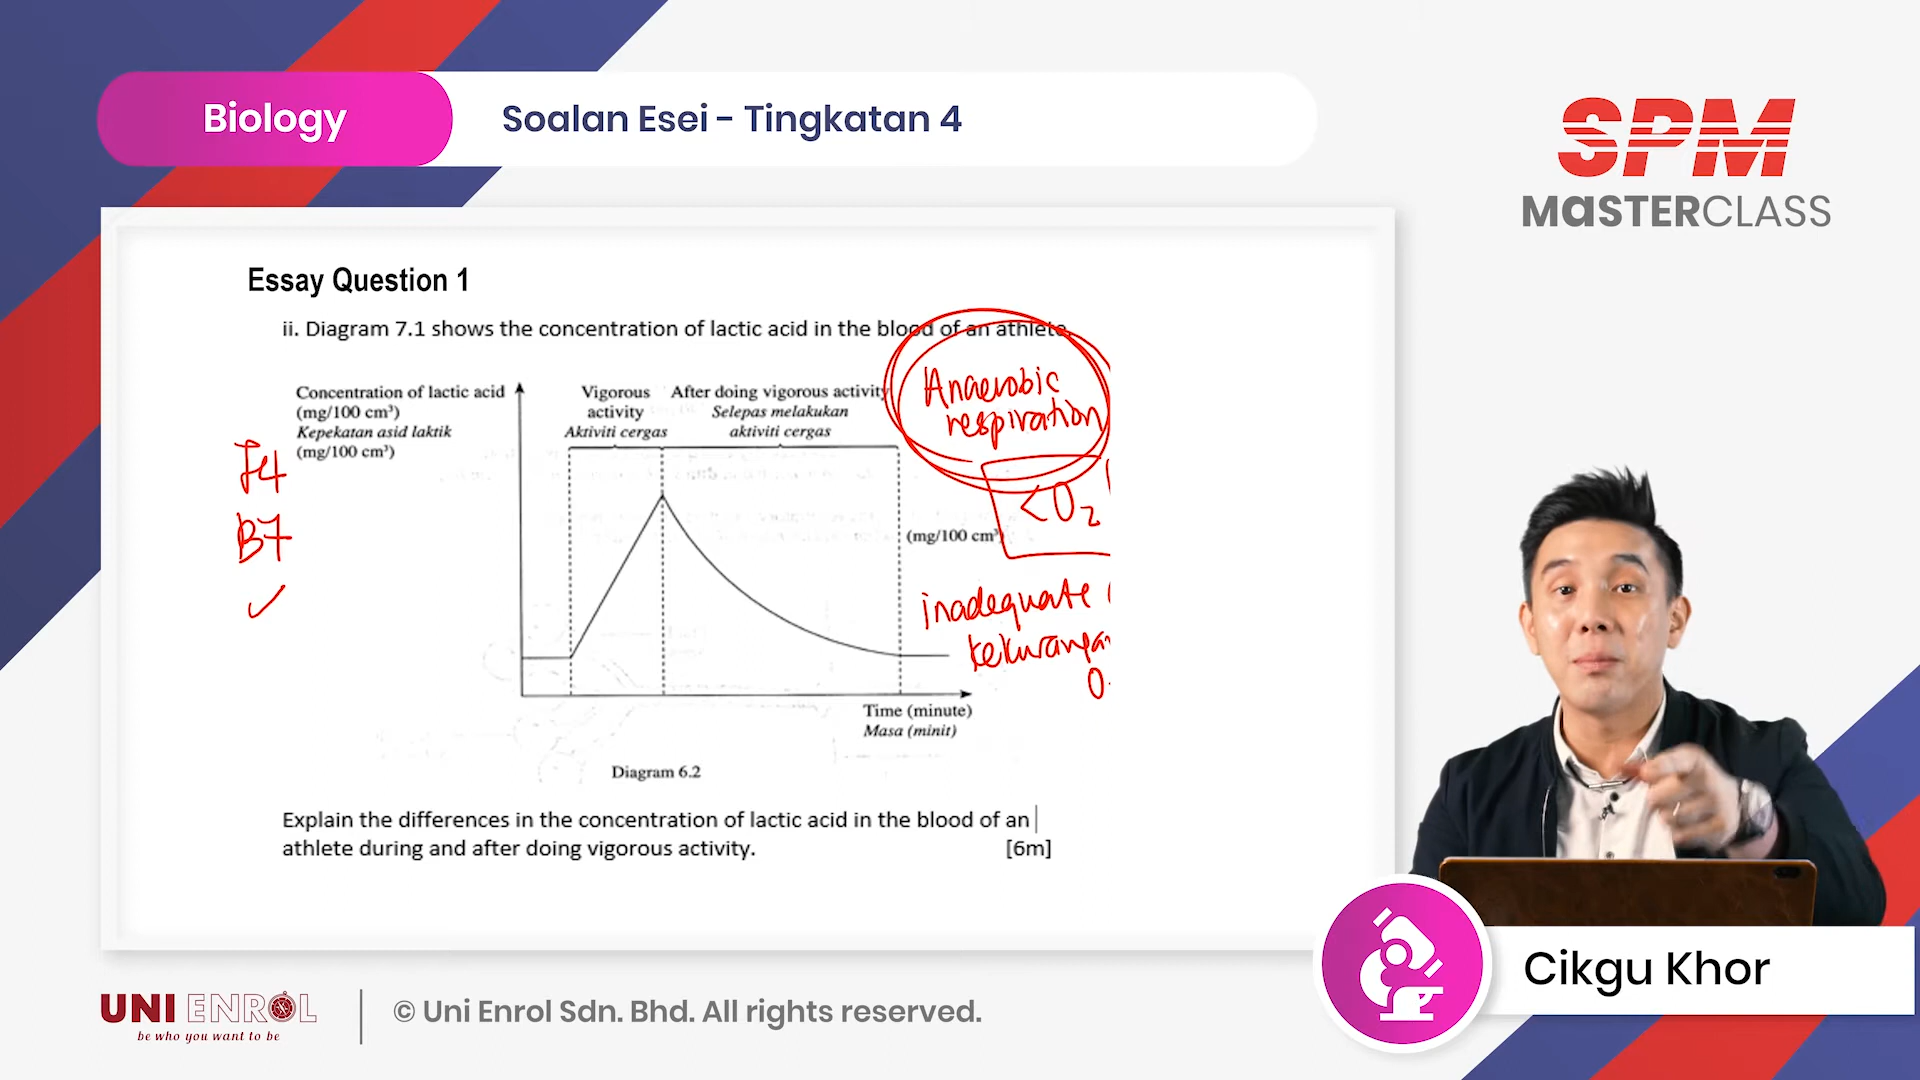 Biology
Soalan Esei - Tingkatan 4
SPM
MASTERCLASS
Essay Question 1
ii. Diagram 7.1 shows the concentration of lactic acid in the blood of an athlete.
Concentration of lactic acid
(mg/100 cm³)
Kepekatan asid laktik
(mg/100 cm³)
Vigorous
activity
Aktiviti cergas
After doing vigorous activity
Selepas melakukan
aktiviti cergas
Anaerobic
respiration
<O₂
(mg/100 cm³)
inadequate
kekurangan
F4
B7
✓
Time (minute)
Masa (minit)
Diagram 6.2
Explain the differences in the concentration of lactic acid in the blood of an
athlete during and after doing vigorous activity.
[6m]
Cikgu Khor
UNI ENROL
be who you want to be
© Uni Enrol Sdn. Bhd. All rights reserved.